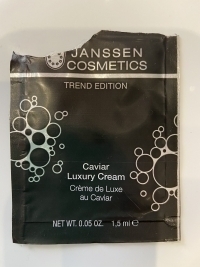 JANSSEN
COSMETICS
TREND EDITION
Caviar
Luxury Cream
Crème de Luxe
au Caviar
NET WT. 0.05 OZ. 1,5 ml ℮